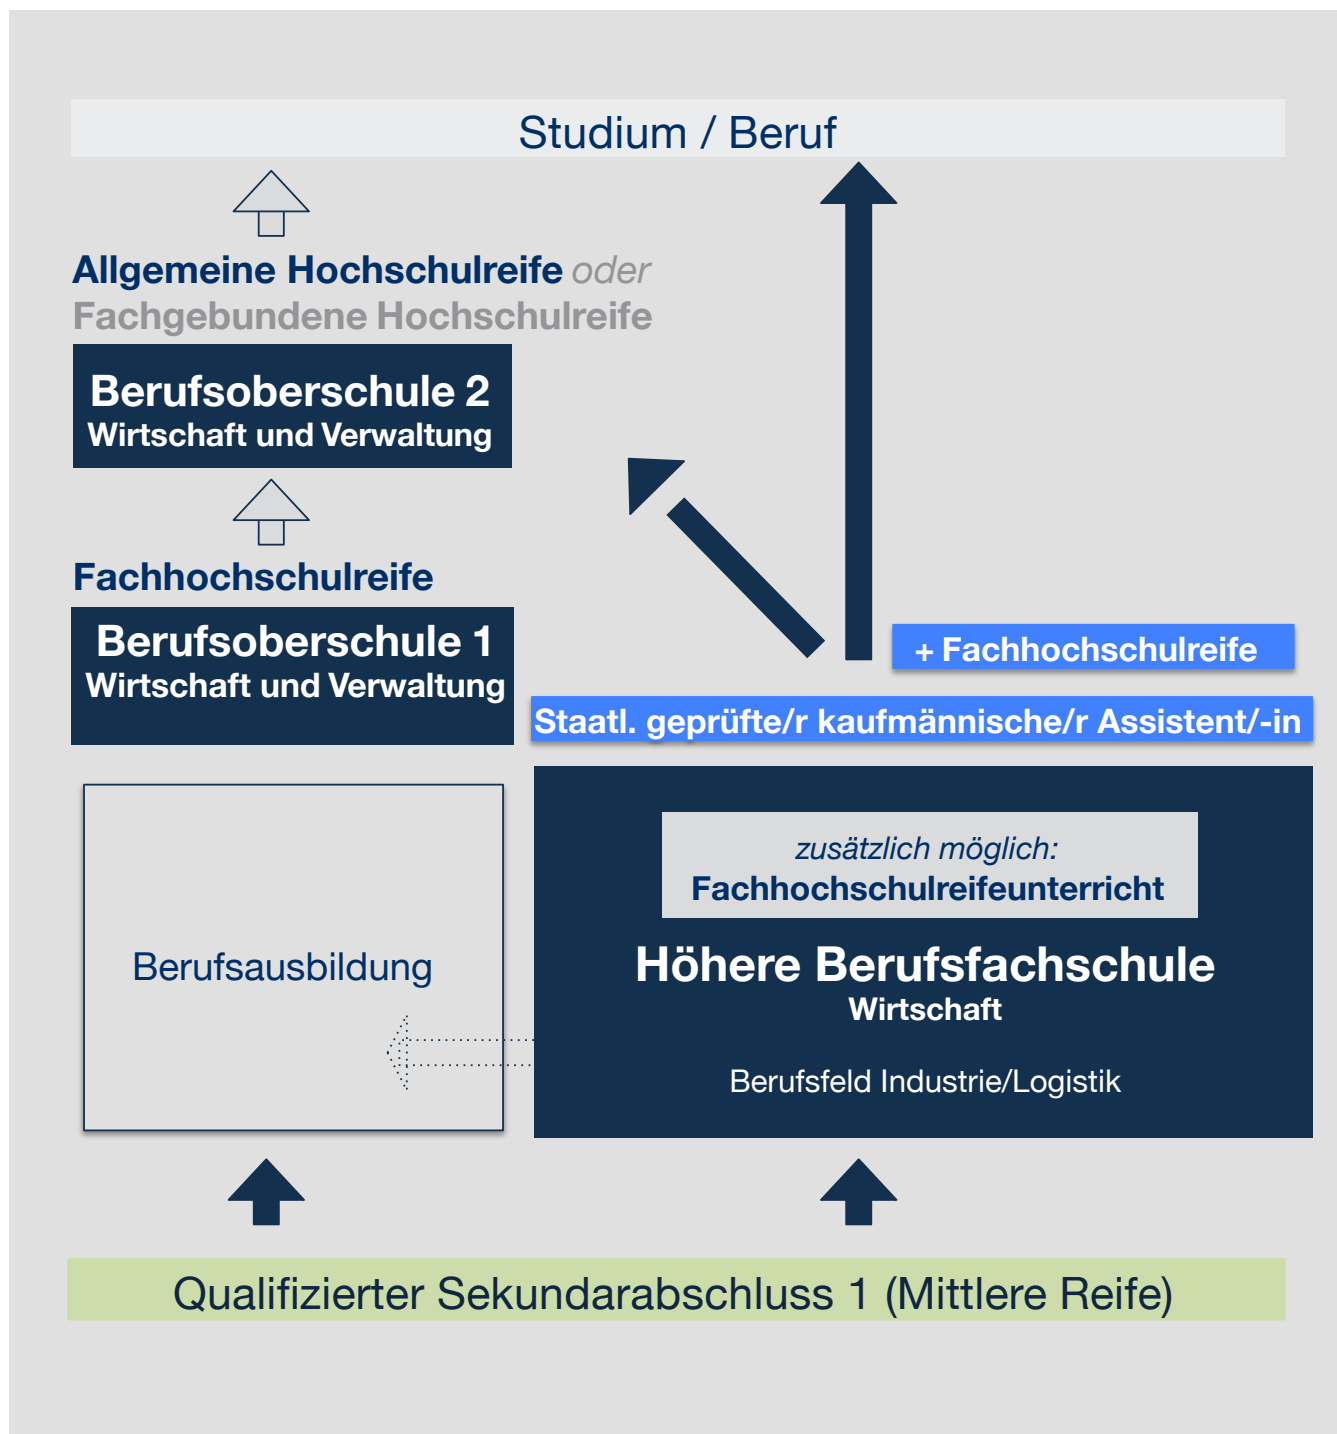 Studium / Beruf
Allgemeine Hochschulreife oder
Fachgebundene Hochschulreife
Berufsoberschule 2
Wirtschaft und Verwaltung
Fachhochschulreife
Berufsoberschule 1
Wirtschaft und Verwaltung
+ Fachhochschulreife
Staatl. geprüfte/r kaufmännische/r Assistent/-in
zusätzlich möglich:
Fachhochschulreifeunterricht
Höhere Berufsfachschule
Wirtschaft
Berufsfeld Industrie/Logistik
Berufsausbildung
Qualifizierter Sekundarabschluss 1 (Mittlere Reife)